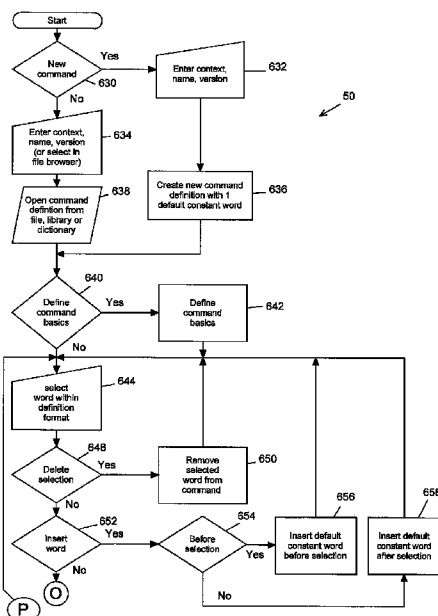 Start
New
command
Yes
630
No
Enter context,
name, version
632
50
Enter context,
name, version
(or select in
file browser)
634
Open command
defintion from
file, library or
dictionary
638
Create new command
definition with 1
default constant word
636
640
Define
command
basics
Yes
Define
command
basics
642
No
select
word within
definition
format
644
648
Delete
selection
Yes
Remove
selected
word from
command
650
No
652
Insert
word
Yes
654
Before
selection
Yes
656
Insert default
constant word
before selection
658
Insert default
constant word
after selection
No
No
O
P